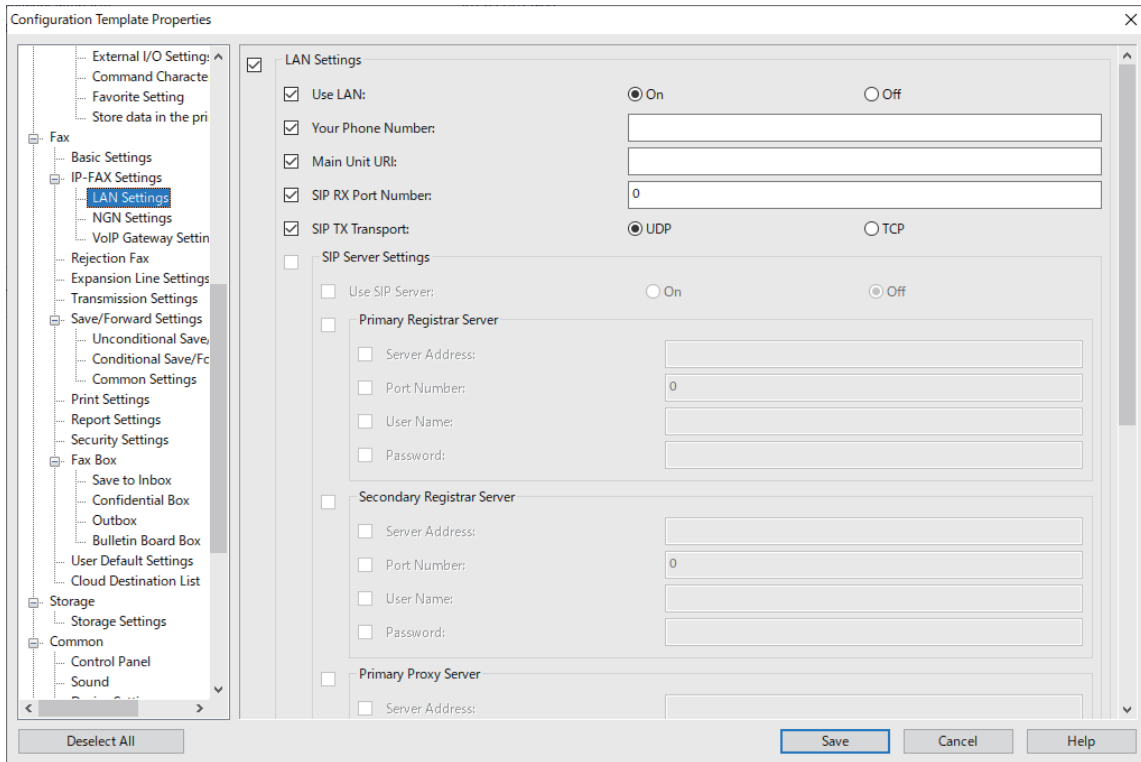 Configuration Template Properties
External I/O Setting
Command Characte
Favorite Setting
Store data in the pri
Fax
Basic Settings
IP-FAX Settings
LAN Settings
NGN Settings
VoIP Gateway Settin
Rejection Fax
Expansion Line Settings
Transmission Settings
Save/Forward Settings
Unconditional Save/
Conditional Save/Fo
Common Settings
Print Settings
Report Settings
Security Settings
Fax Box
Save to Inbox
Confidential Box
Outbox
Bulletin Board Box
User Default Settings
Cloud Destination List
Storage
Storage Settings
Common
Control Panel
Sound
LAN Settings
Use LAN: On Off
Your Phone Number:
Main Unit URI:
SIP RX Port Number: 0
SIP TX Transport: UDP TCP
SIP Server Settings
Use SIP Server: On Off
Primary Registrar Server
Server Address:
Port Number: 0
User Name:
Password:
Secondary Registrar Server
Server Address:
Port Number: 0
User Name:
Password:
Primary Proxy Server
Server Address:
Deselect All Save Cancel Help